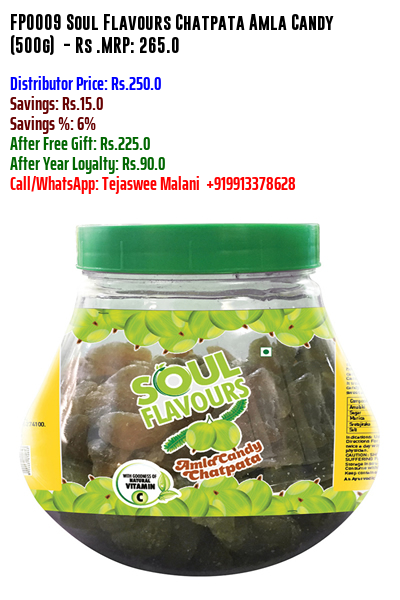 FP0009 Soul Flavours Chatpata Amla Candy
(500g) - Rs .MRP: 265.0
Distributor Price: Rs.250.0
Savings: Rs.15.0
Savings %: 6%
After Free Gift: Rs.225.0
After Year Loyalty: Rs.90.0
Call/WhatsApp: Tejaswee Malani +919913378628
SOUL
FLAVOURS
Amla Candy
Chatpata
WITH GOODNESS OF
NATURAL
VITAMIN
C